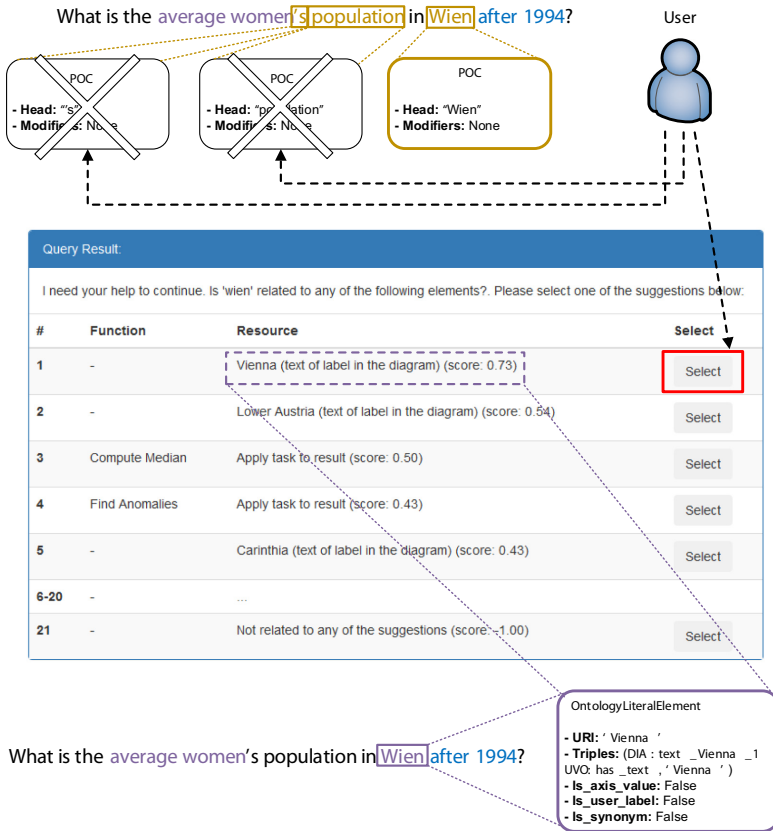 What is the average women's population in Wien after 1994?
User
POC
- Head: "'s"
- Modifiers: None
POC
- Head: "population"
- Modifiers: None
POC
- Head: "Wien"
- Modifiers: None
Query Result:
I need your help to continue. Is 'wien' related to any of the following elements?. Please select one of the suggestions below:
# Function Resource Select
1 - Vienna (text of label in the diagram) (score: 0.73) Select
2 - Lower Austria (text of label in the diagram) (score: 0.54) Select
3 Compute Median Apply task to result (score: 0.50) Select
4 Find Anomalies Apply task to result (score: 0.43) Select
5 - Carinthia (text of label in the diagram) (score: 0.43) Select
6-20 - ...
21 - Not related to any of the suggestions (score: -1.00) Select
OntologyLiteralElement
- URI: ‘ Vienna ’
- Triples: (DIA : text _Vienna _1
UVO: has _text , ‘ Vienna ’ )
- Is_axis_value: False
- Is_user_label: False
- Is_synonym: False
What is the average women's population in Wien after 1994?